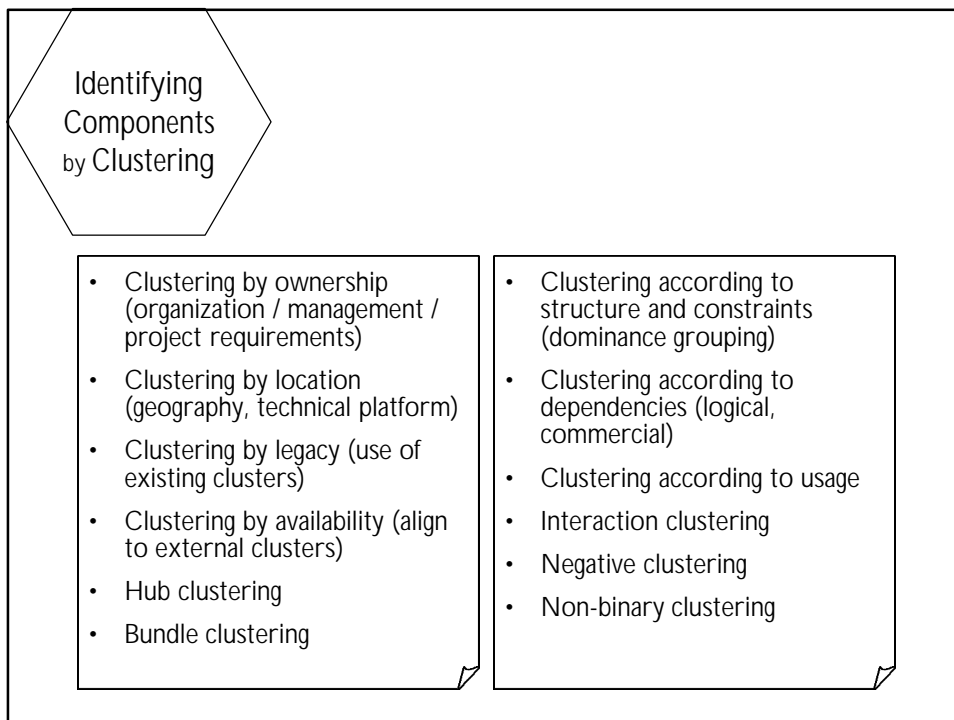 Identifying
Components
by Clustering
• Clustering by ownership
(organization / management /
project requirements)
• Clustering by location
(geography, technical platform)
• Clustering by legacy (use of
existing clusters)
• Clustering by availability (align
to external clusters)
• Hub clustering
• Bundle clustering
• Clustering according to
structure and constraints
(dominance grouping)
• Clustering according to
dependencies (logical,
commercial)
• Clustering according to usage
• Interaction clustering
• Negative clustering
• Non-binary clustering